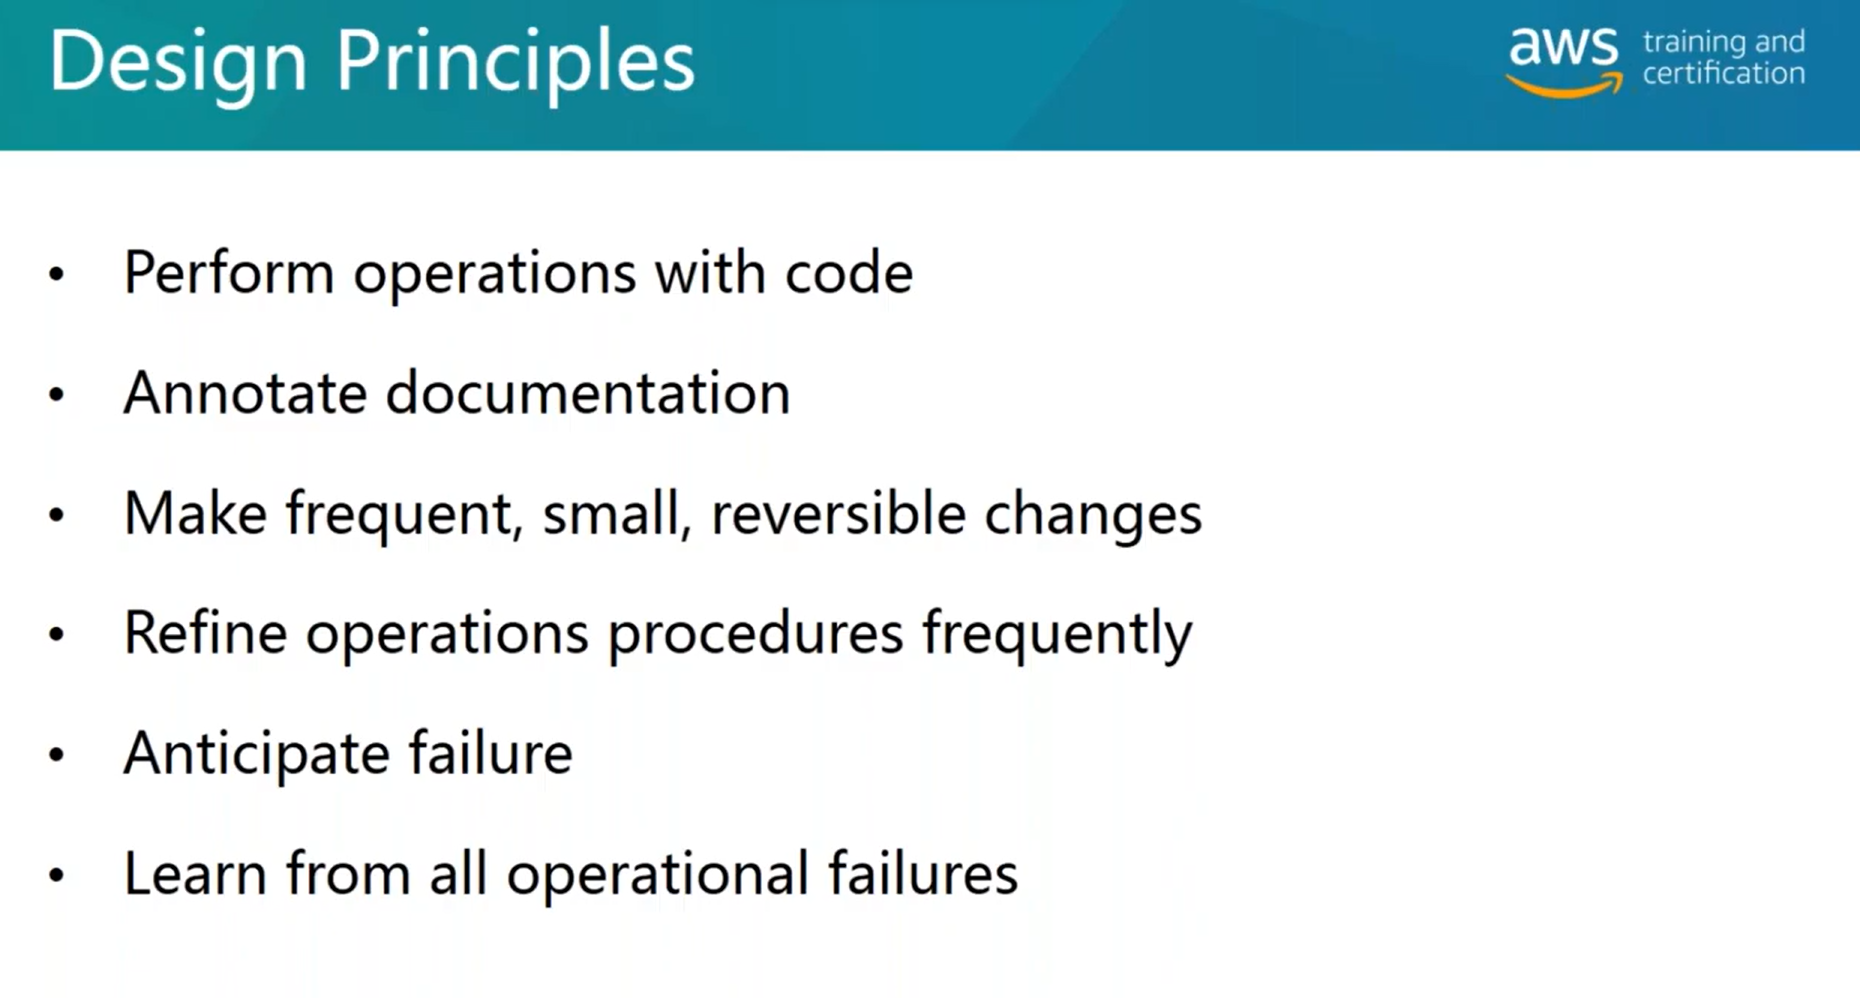 Design Principles
aws
training and
certification
• Perform operations with code
• Annotate documentation
• Make frequent, small, reversible changes
• Refine operations procedures frequently
• Anticipate failure
• Learn from all operational failures